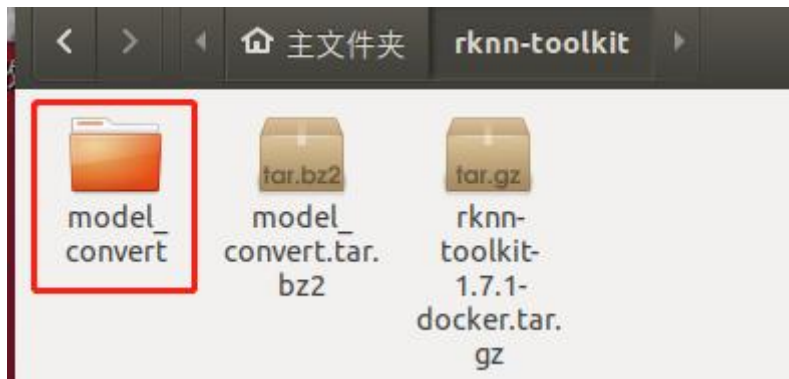 主文件夹 rknn-toolkit
tar.bz2 tar.gz
model_
convert
model_
convert.tar.
bz2
rknn-
toolkit-
1.7.1-
docker.tar.
gz